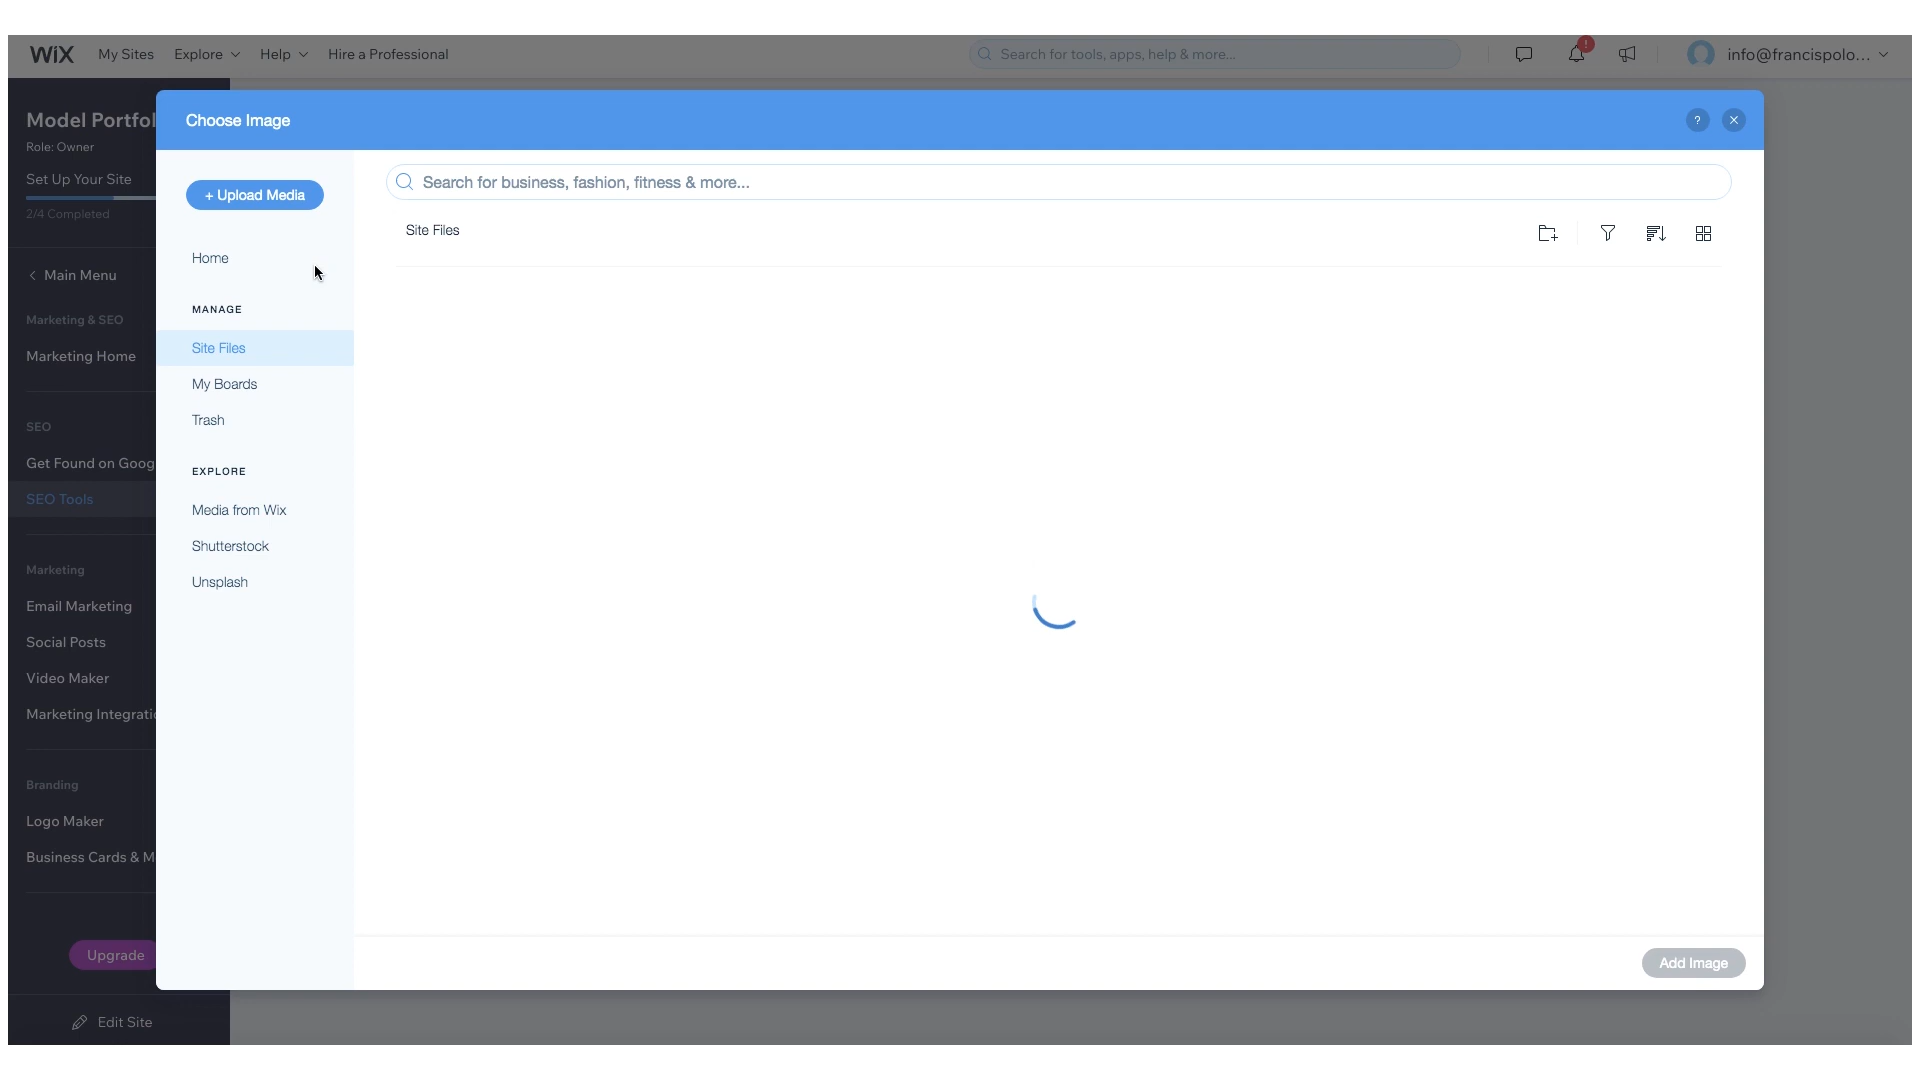 WiX My Sites Explore Help Hire a Professional Search for tools, apps, help & more... ! info@francispolo...
Model Portfol
Role: Owner
Set Up Your Site
2/4 Completed
Main Menu
Marketing & SEO
Marketing Home
SEO
Get Found on Goog
SEO Tools
Marketing
Email Marketing
Social Posts
Video Maker
Marketing Integratio
Branding
Logo Maker
Business Cards & M
Upgrade
Edit Site
Choose Image ?
+ Upload Media
Home
MANAGE
Site Files
My Boards
Trash
EXPLORE
Media from Wix
Shutterstock
Unsplash
Search for business, fashion, fitness & more...
Site Files
Add Image